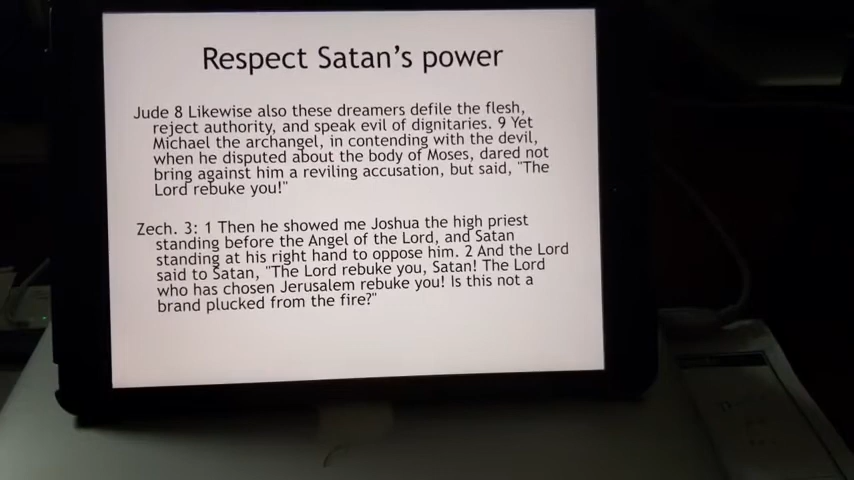 Respect Satan's power
Jude 8 Likewise also these dreamers defile the flesh,
reject authority, and speak evil of dignitaries. 9 Yet
Michael the archangel, in contending with the devil,
when he disputed about the body of Moses, dared not
bring against him a reviling accusation, but said, "The
Lord rebuke you!"
Zech. 3: 1 Then he showed me Joshua the high priest
standing before the Angel of the Lord, and Satan
standing at his right hand to oppose him. 2 And the Lord
said to Satan, "The Lord rebuke you, Satan! The Lord
who has chosen Jerusalem rebuke you! Is this not a
brand plucked from the fire?"